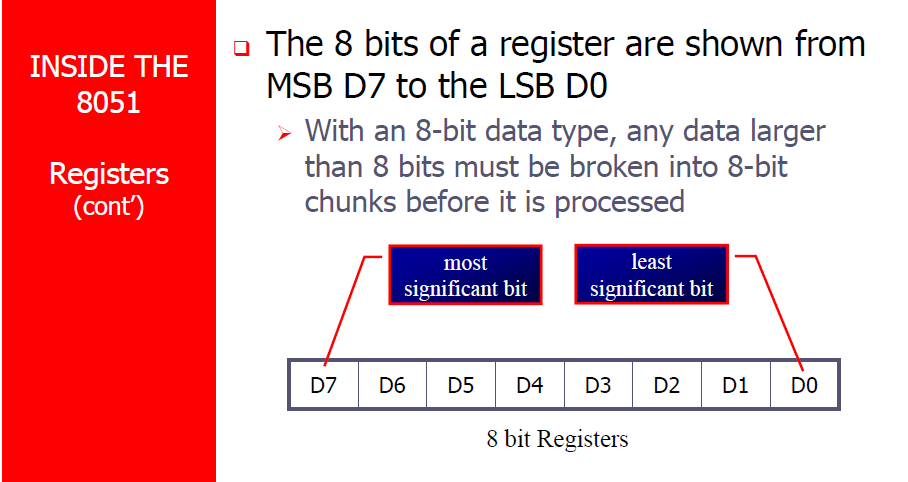 INSIDE THE
8051
Registers
(cont’)
The 8 bits of a register are shown from
MSB D7 to the LSB D0
With an 8-bit data type, any data larger
than 8 bits must be broken into 8-bit
chunks before it is processed
most
significant bit
least
significant bit
D7 D6 D5 D4 D3 D2 D1 D0
8 bit Registers